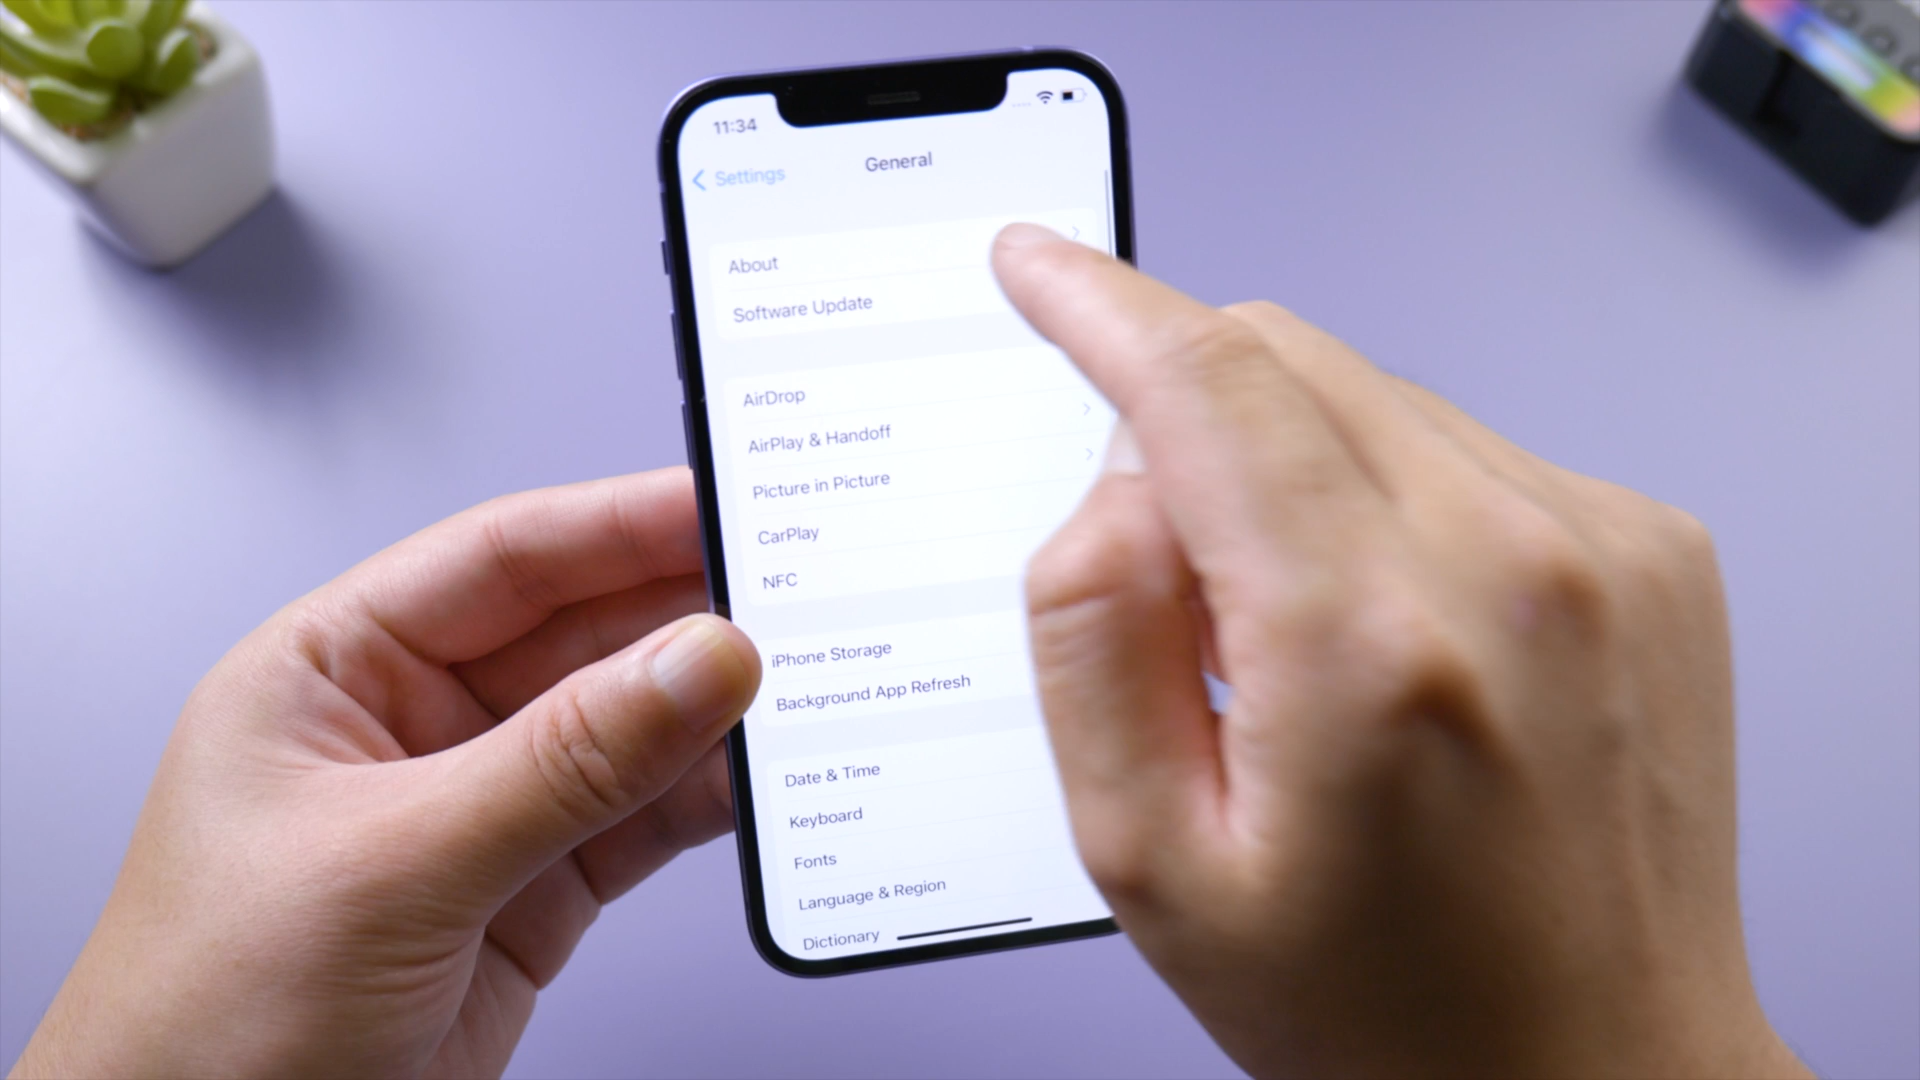 11:34
Settings
General
About
Software Update
AirDrop
AirPlay & Handoff
Picture in Picture
CarPlay
NFC
iPhone Storage
Background App Refresh
Date & Time
Keyboard
Fonts
Language & Region
Dictionary